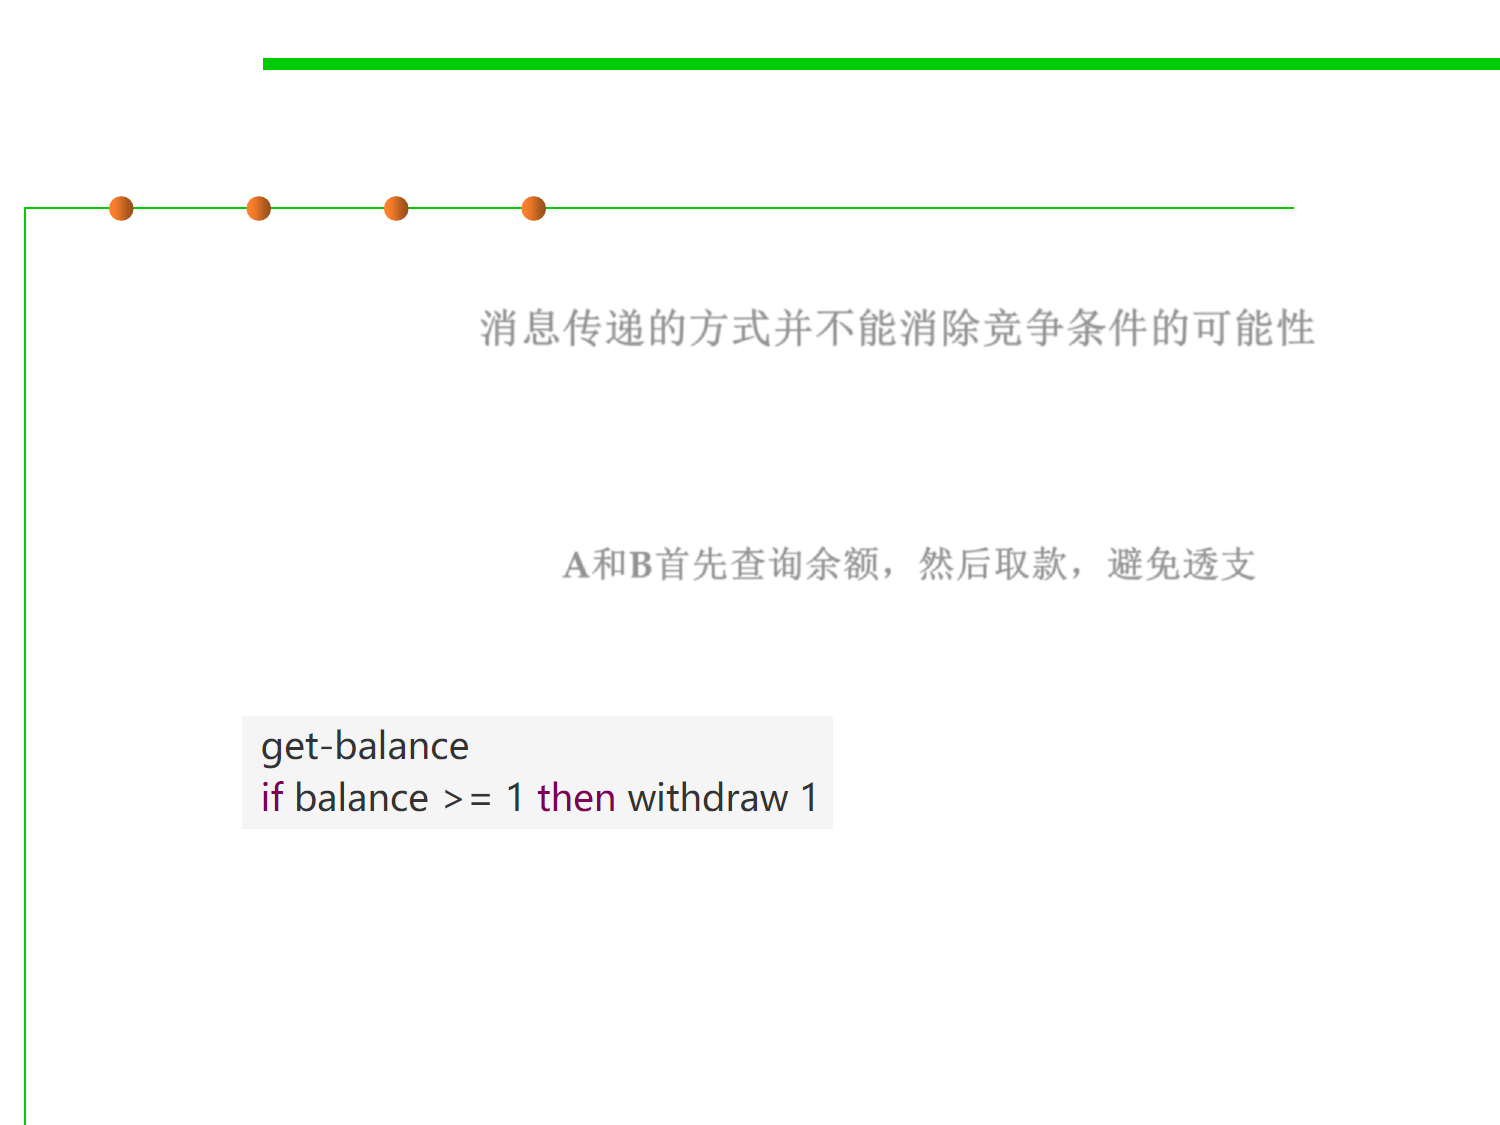 消息传递的方式并不能消除竞争条件的可能性
A和B首先查询余额，然后取款，避免透支
get-balance
if balance >= 1 then withdraw 1